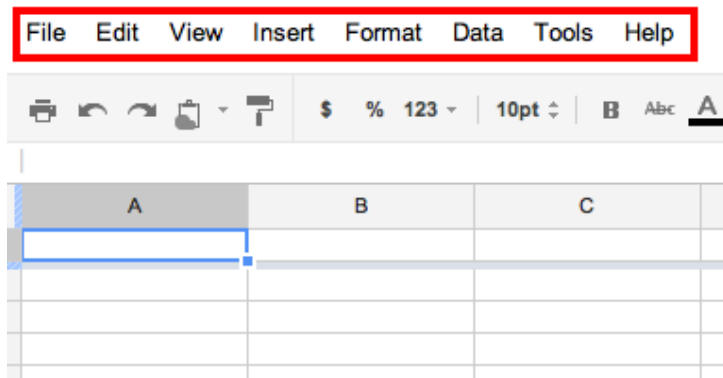 File Edit View Insert Format Data Tools Help
$ % 123 10pt B Abc A
A B C